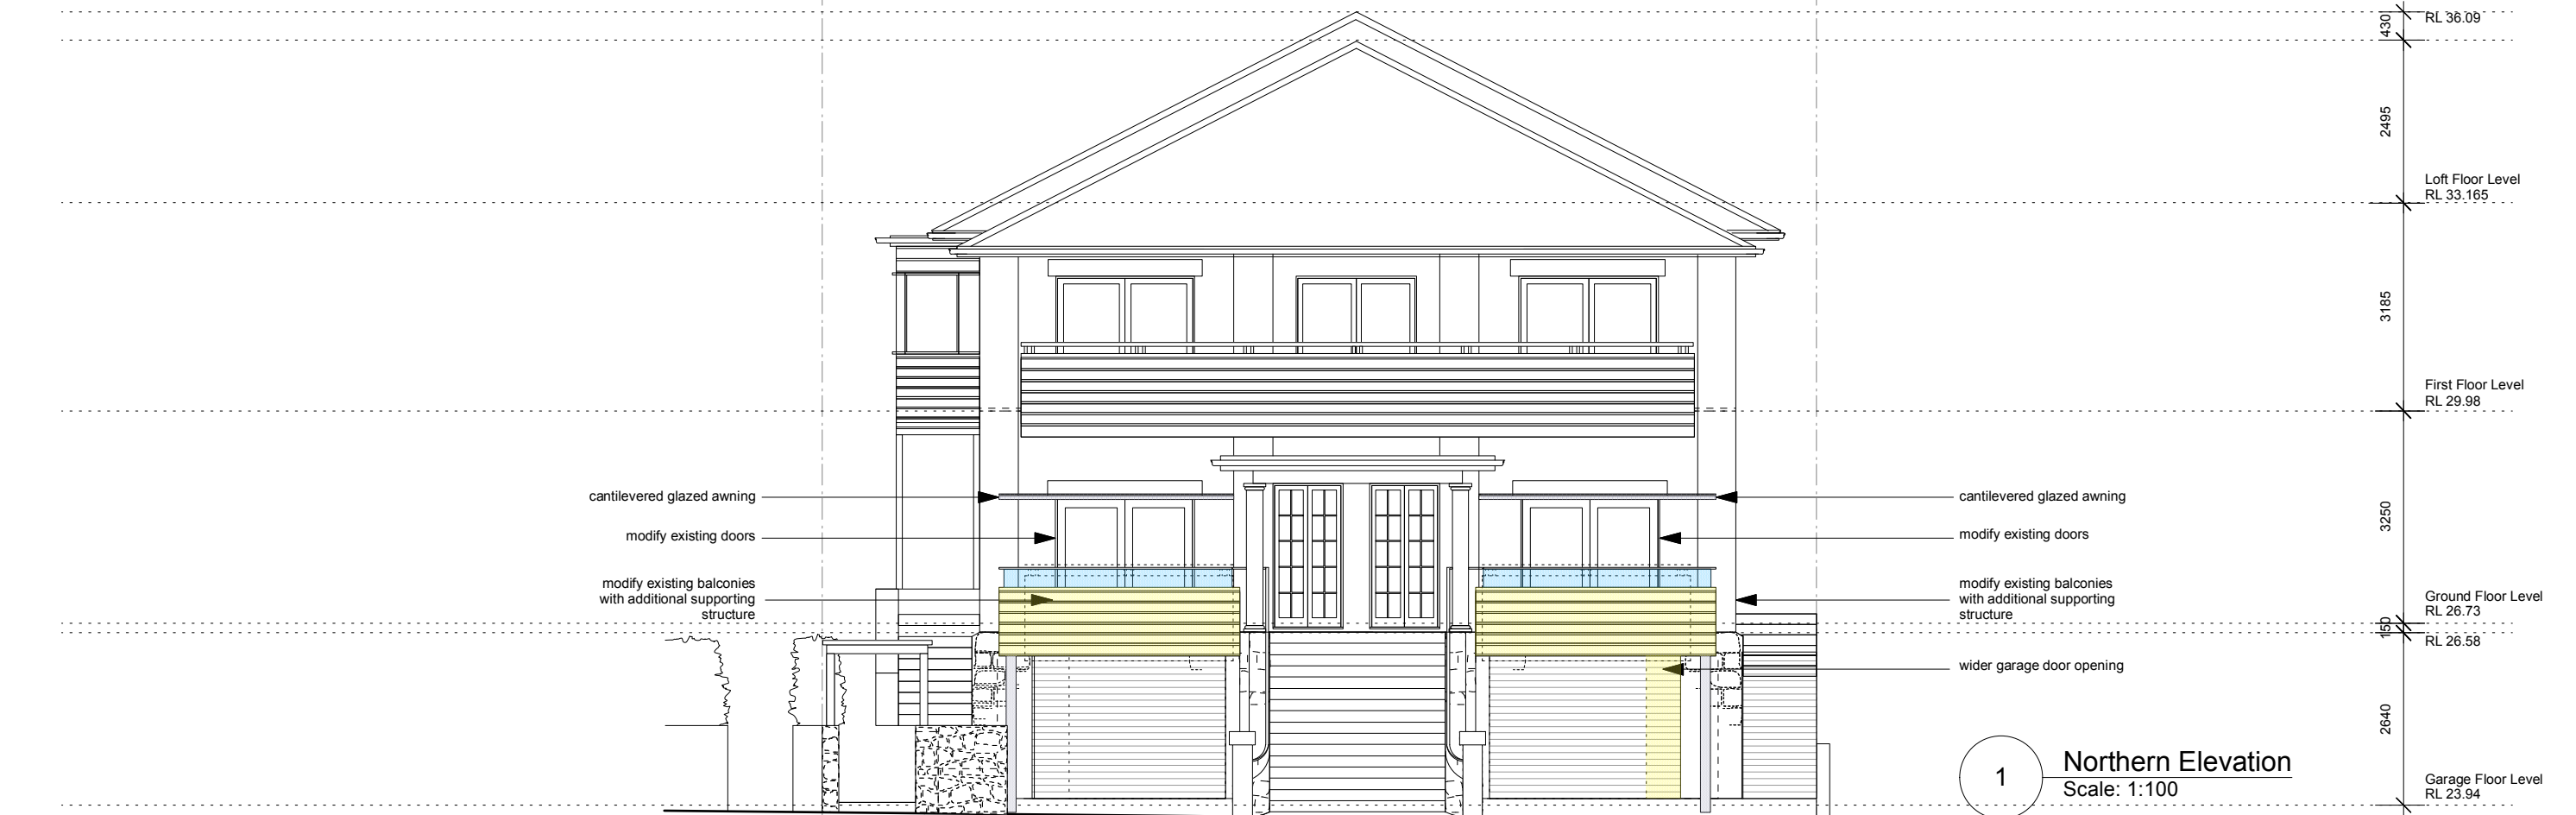 430
RL 36.09
2495
Loft Floor Level
RL 33.165
3185
First Floor Level
RL 29.98
cantilevered glazed awning
cantilevered glazed awning
3250
modify existing doors
modify existing doors
modify existing balconies
with additional supporting
structure
modify existing balconies
with additional supporting
structure
Ground Floor Level
RL 26.73
150
RL 26.58
wider garage door opening
2640
1
Northern Elevation
Scale: 1:100
Garage Floor Level
RL 23.94